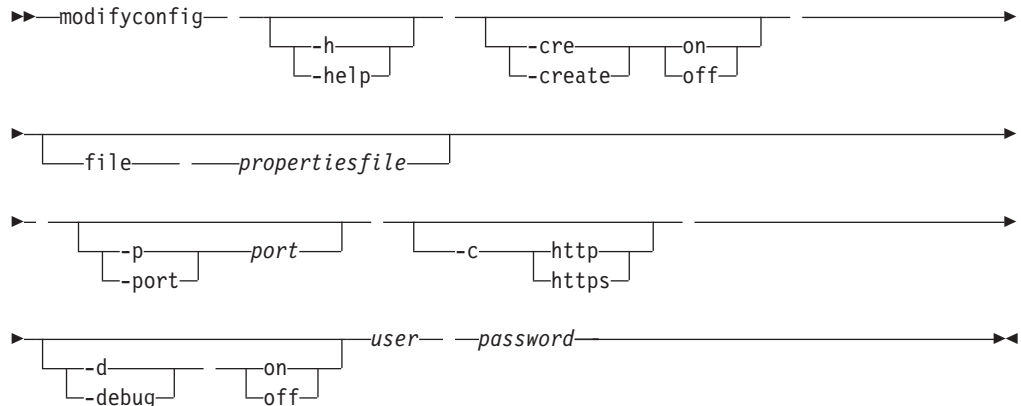 modifyconfig
-h -cre on
-help -create off
file propertiesfile
-p port -c http
-port https
user password
-d on
-debug off